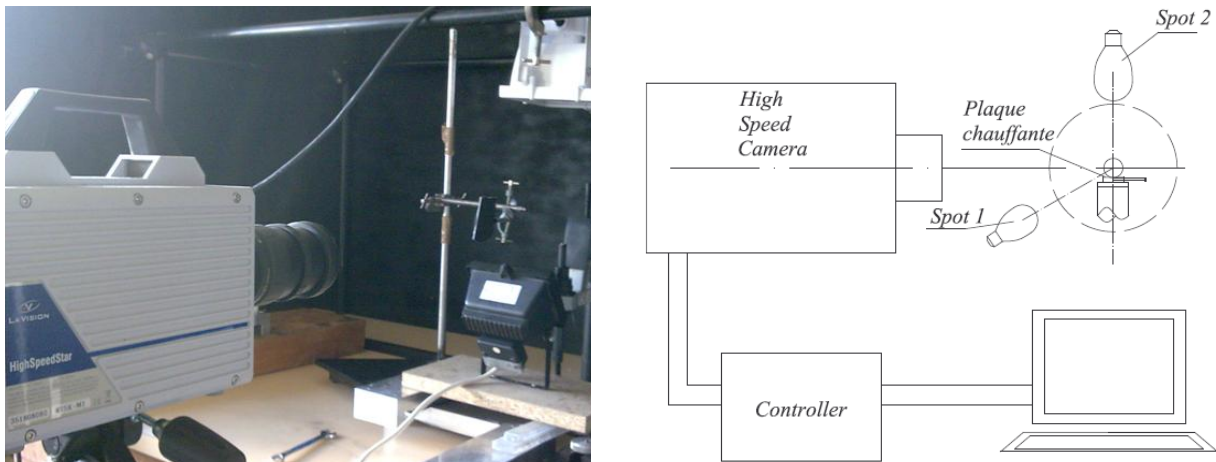 LAVISION
HighSpeedStar
Spot 2
High
Speed
Camera
Plaque
chauffante
Spot 1
Controller